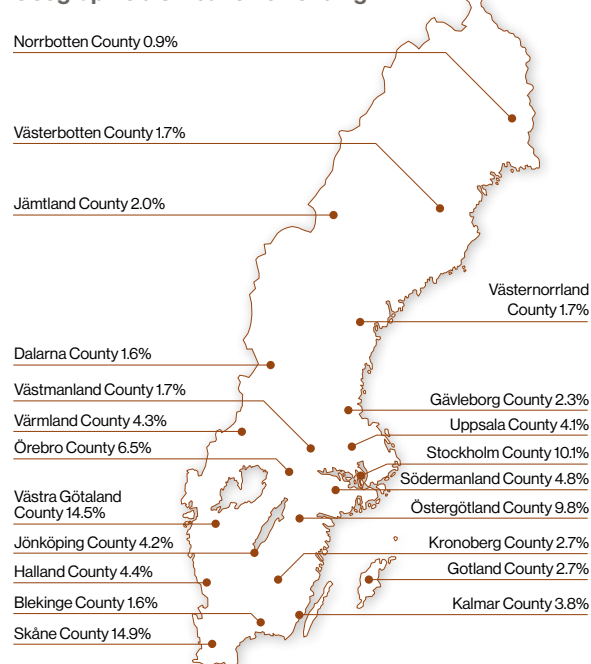 Norrbotten County 0.9%
Västerbotten County 1.7%
Jämtland County 2.0%
Västernorrland
County 1.7%
Dalarna County 1.6%
Västmanland County 1.7%
Gävleborg County 2.3%
Värmland County 4.3%
Uppsala County 4.1%
Örebro County 6.5%
Stockholm County 10.1%
Södermanland County 4.8%
Västra Götaland
County 14.5%
Östergötland County 9.8%
Jönköping County 4.2%
Kronoberg County 2.7%
Halland County 4.4%
Gotland County 2.7%
Blekinge County 1.6%
Kalmar County 3.8%
Skåne County 14.9%